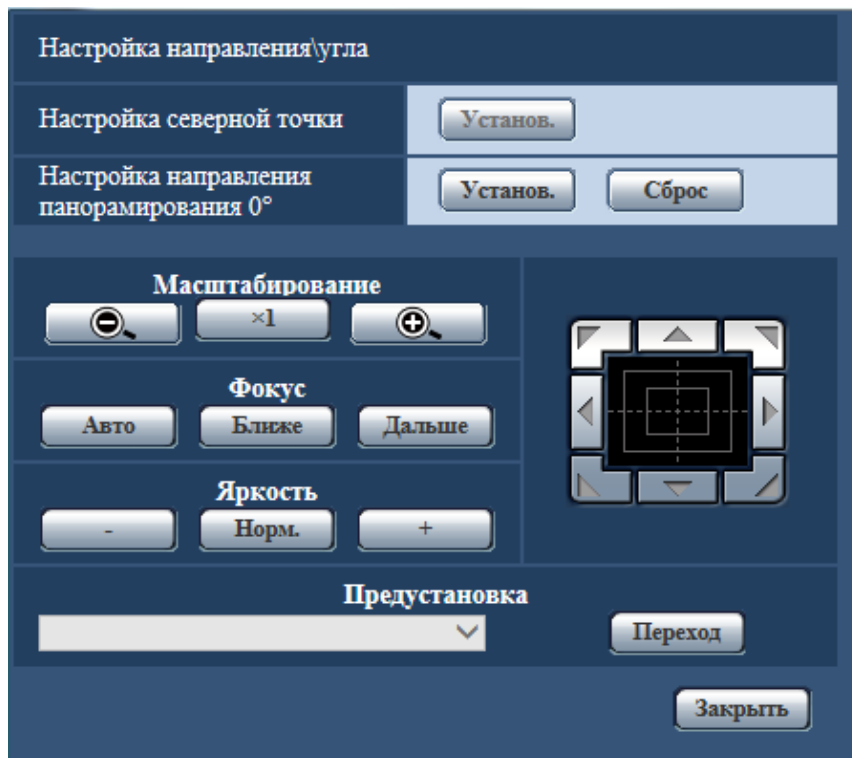 Настройка направления\угла
Настройка северной точки
Установ.
Настройка направления
панорамирования 0°
Установ.
Сброс
Масштабирование
×1
Фокус
Авто
Ближе
Дальше
Яркость
-
Норм.
+
Предустановка
Переход
Закрыть